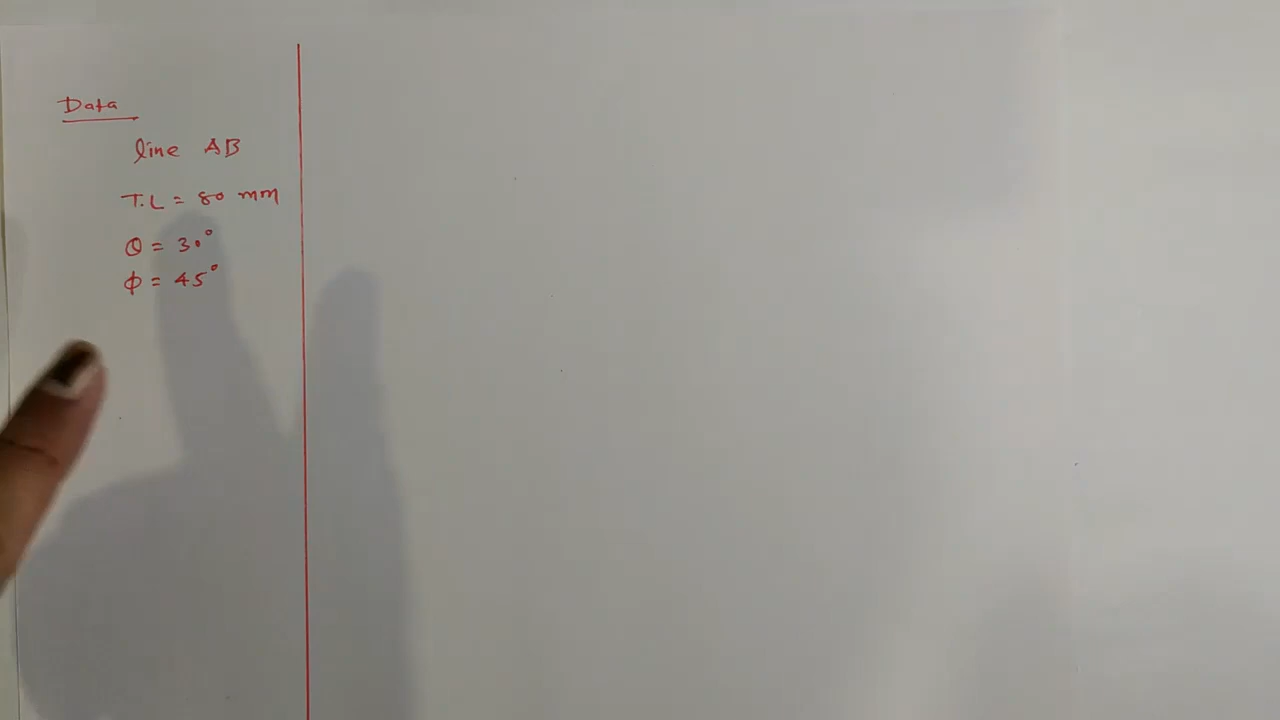 Data
line AB
T.L = 80 mm
θ = 30°
ϕ = 45°